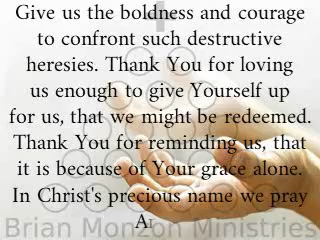 Give us the boldness and courage
to confront such destructive
heresies. Thank You for loving
us enough to give Yourself up
for us, that we might be redeemed.
Thank You for reminding us, that
it is because of Your grace alone.
In Christ's precious name we pray
Brian Monzon Ministries